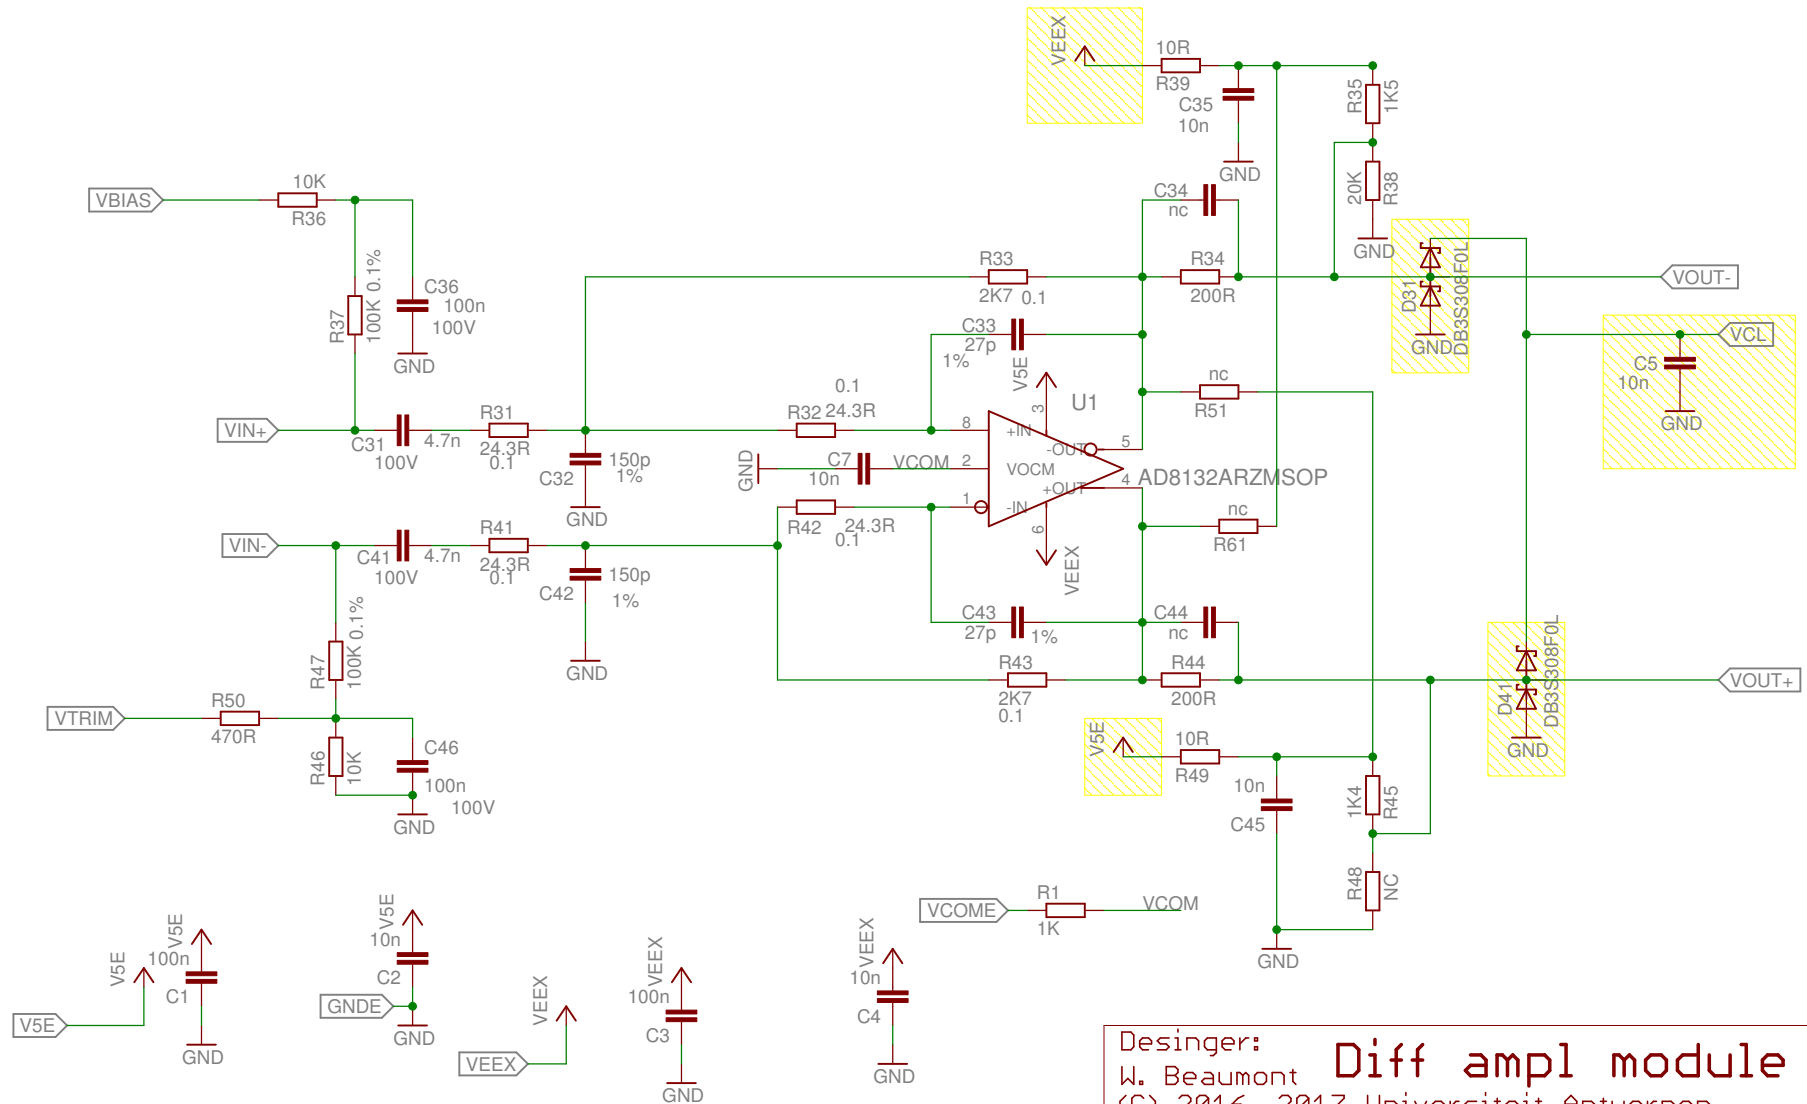 VEEX
10R
R39
C35
10n
GND
R35
1K5
20K
R38
GND
VBIAS
10K
R36
R37
100K 0.1%
C36
100n
100V
GND
C34
nc
R33
2K7 0.1
R34
200R
D31
DB3S308F0L
GND
VOUT-
VCL
C5
10n
GND
C33
27p
1%
V5E
3
U1
nc
R51
0.1
R32 24.3R
VIN+
C31
4.7n
100V
R31
24.3R
0.1
C32
150p
1%
GND
8
+IN
-OUT
5
GND
C7
10n
VCOM
2
VOCM
+OUT
4
AD8132ARZMSOP
1
-IN
R42
24.3R
0.1
6
VEEX
nc
R61
VIN-
C41
4.7n
100V
R41
24.3R
0.1
C42
150p
1%
GND
R47
100K 0.1%
C43
27p
1%
C44
nc
R43
2K7
0.1
R44
200R
D41
DB3S308F0L
GND
VOUT+
VTRIM
R50
470R
R46
10K
C46
100n
100V
GND
V5E
10R
R49
10n
C45
1K4
R45
R48
NC
GND
VCOME
R1
1K
VCOM
V5E
V5E
100n
V5E
C1
GND
V5E
10n
C2
GNDE
GND
VEEX
VEEX
VEEX
100n
C3
GND
VEEX
10n
C4
GND
Desinger:
W. Beaumont
Diff ampl module
(C) 2016, 2017 Universiteit Antwerpen